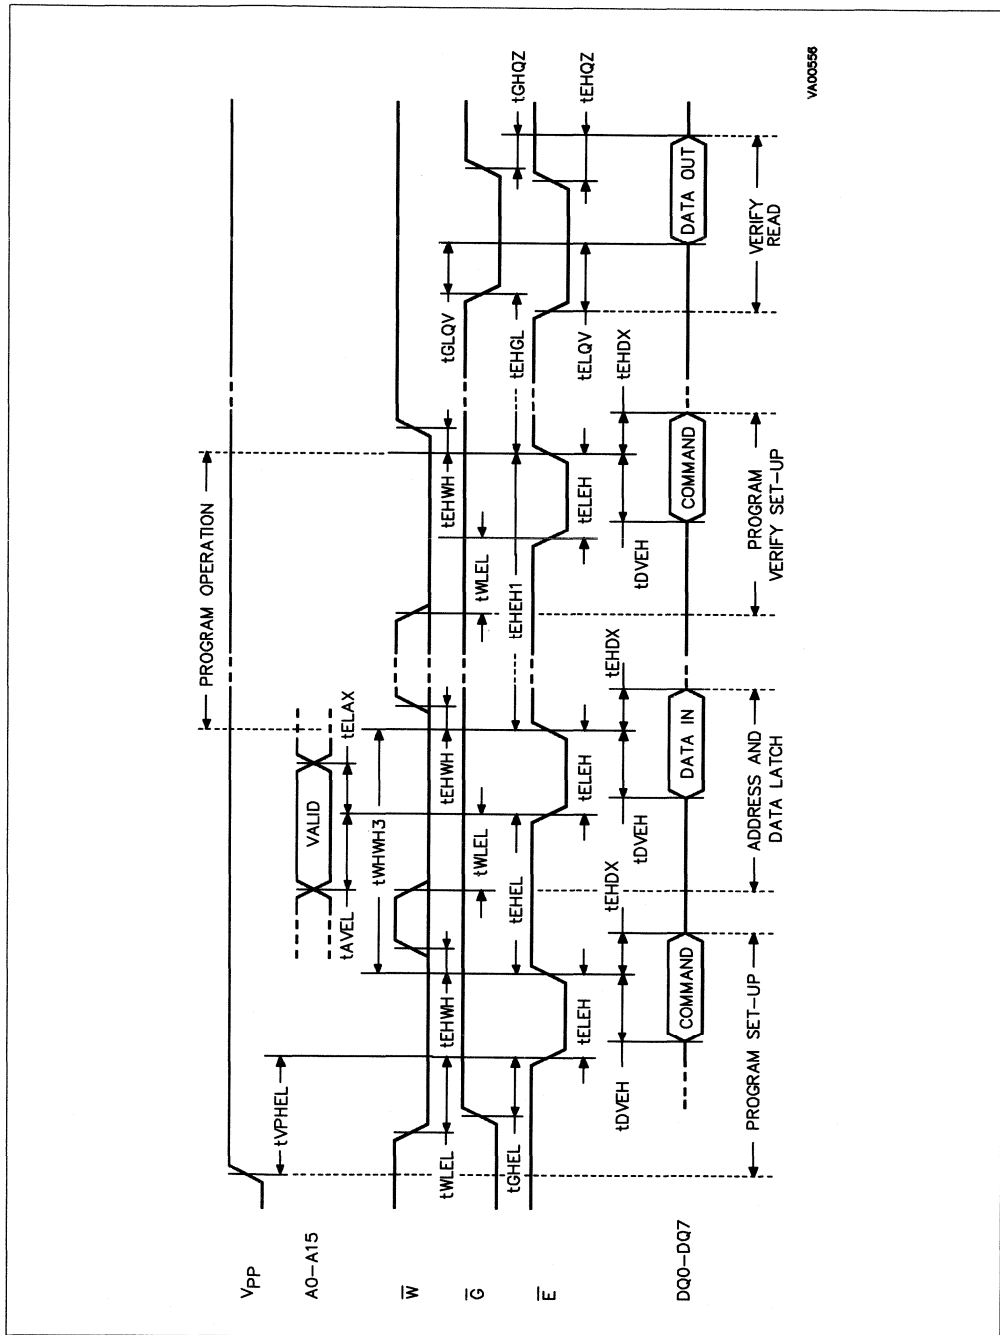 PROGRAM OPERATION
VPP
tVPHEL
A0-A15
VALID
tAVEL
tELAX
tWHWH3
W
tWLEL
tEHWH
tWLEL
tEHWH
tWLEL
tEHWH
tGLQV
G
tGHEL
tEHEL
tEHEH1
tEHGL
tGHQZ
E
tELEH
tELEH
tELEH
tELQV
tEHQZ
tDVEH
tEHDX
tDVEH
tEHDX
tDVEH
tEHDX
DQ0-DQ7
COMMAND
DATA IN
COMMAND
DATA OUT
PROGRAM SET-UP
ADDRESS AND
DATA LATCH
PROGRAM
VERIFY SET-UP
VERIFY
READ
VA00556